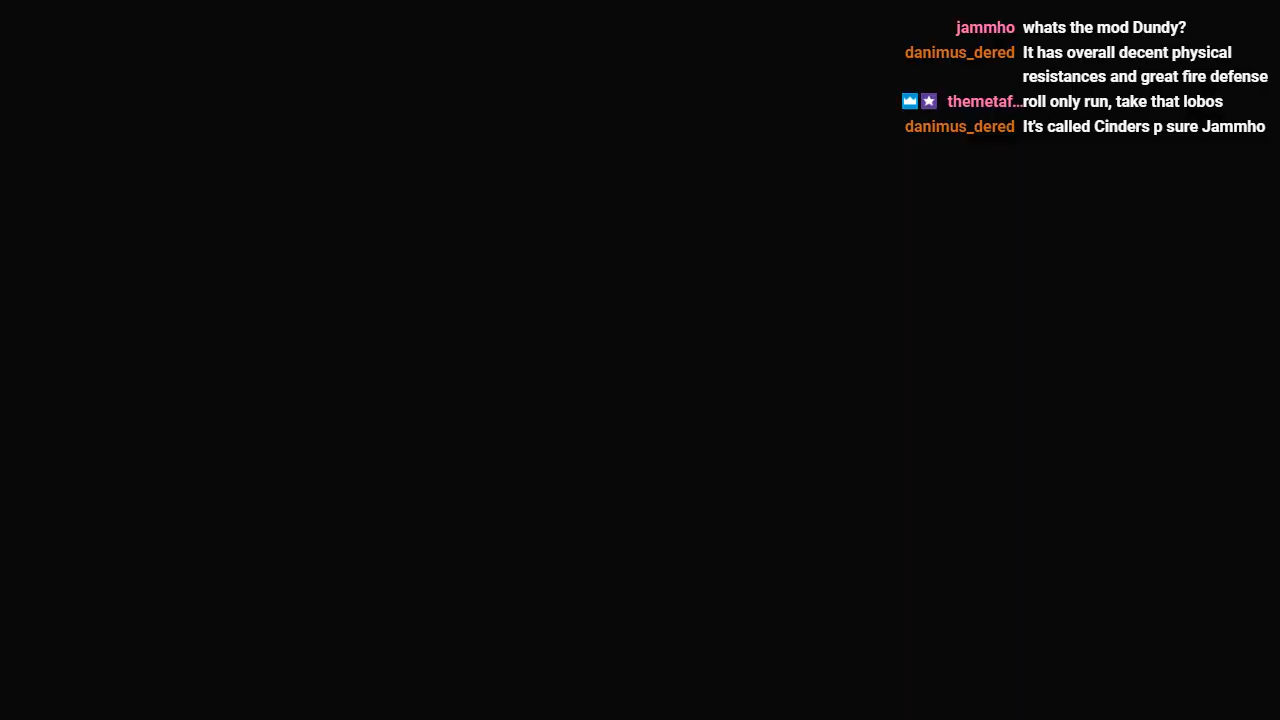 jammho whats the mod Dundy?
danimus_dered It has overall decent physical
resistances and great fire defense
themetaf...roll only run, take that lobos
danimus_dered It's called Cinders p sure Jammho